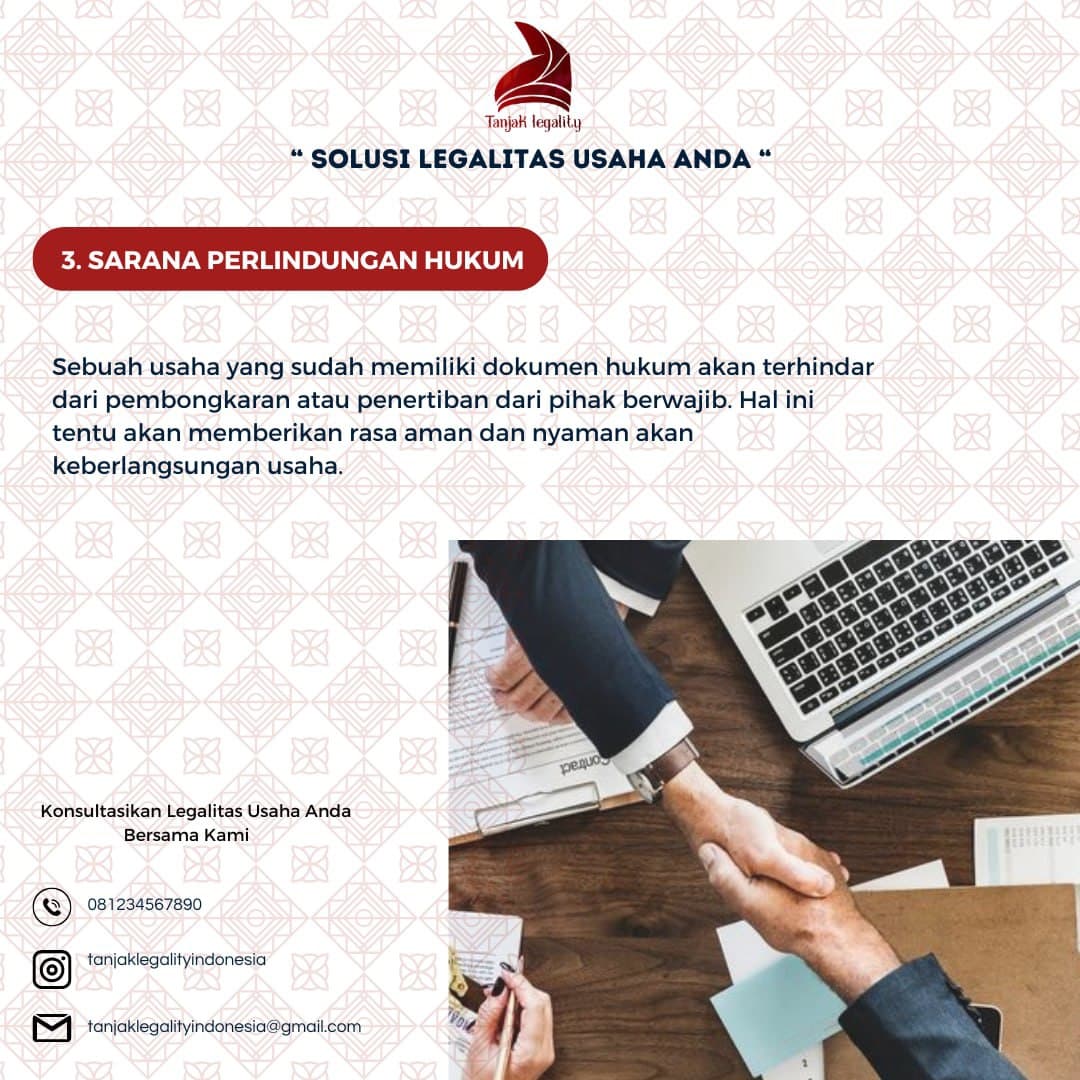 Tanjak legality
“ SOLUSI LEGALITAS USAHA ANDA “
3. SARANA PERLINDUNGAN HUKUM
Sebuah usaha yang sudah memiliki dokumen hukum akan terhindar
dari pembongkaran atau penertiban dari pihak berwajib. Hal ini
tentu akan memberikan rasa aman dan nyaman akan
keberlangsungan usaha.
Contract
Konsultasikan Legalitas Usaha Anda
Bersama Kami
081234567890
tanjaklegalityindonesia
tanjaklegalityindonesia@gmail.com